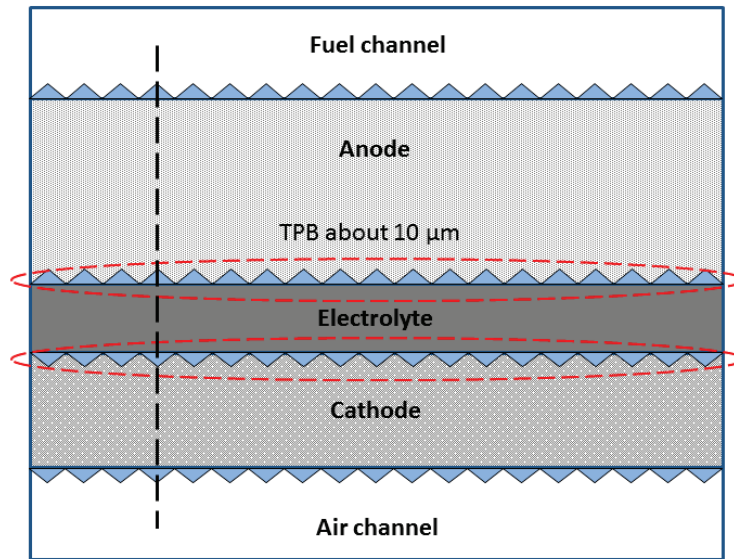 Fuel channel
Anode
TPB about 10 μm
Electrolyte
Cathode
Air channel